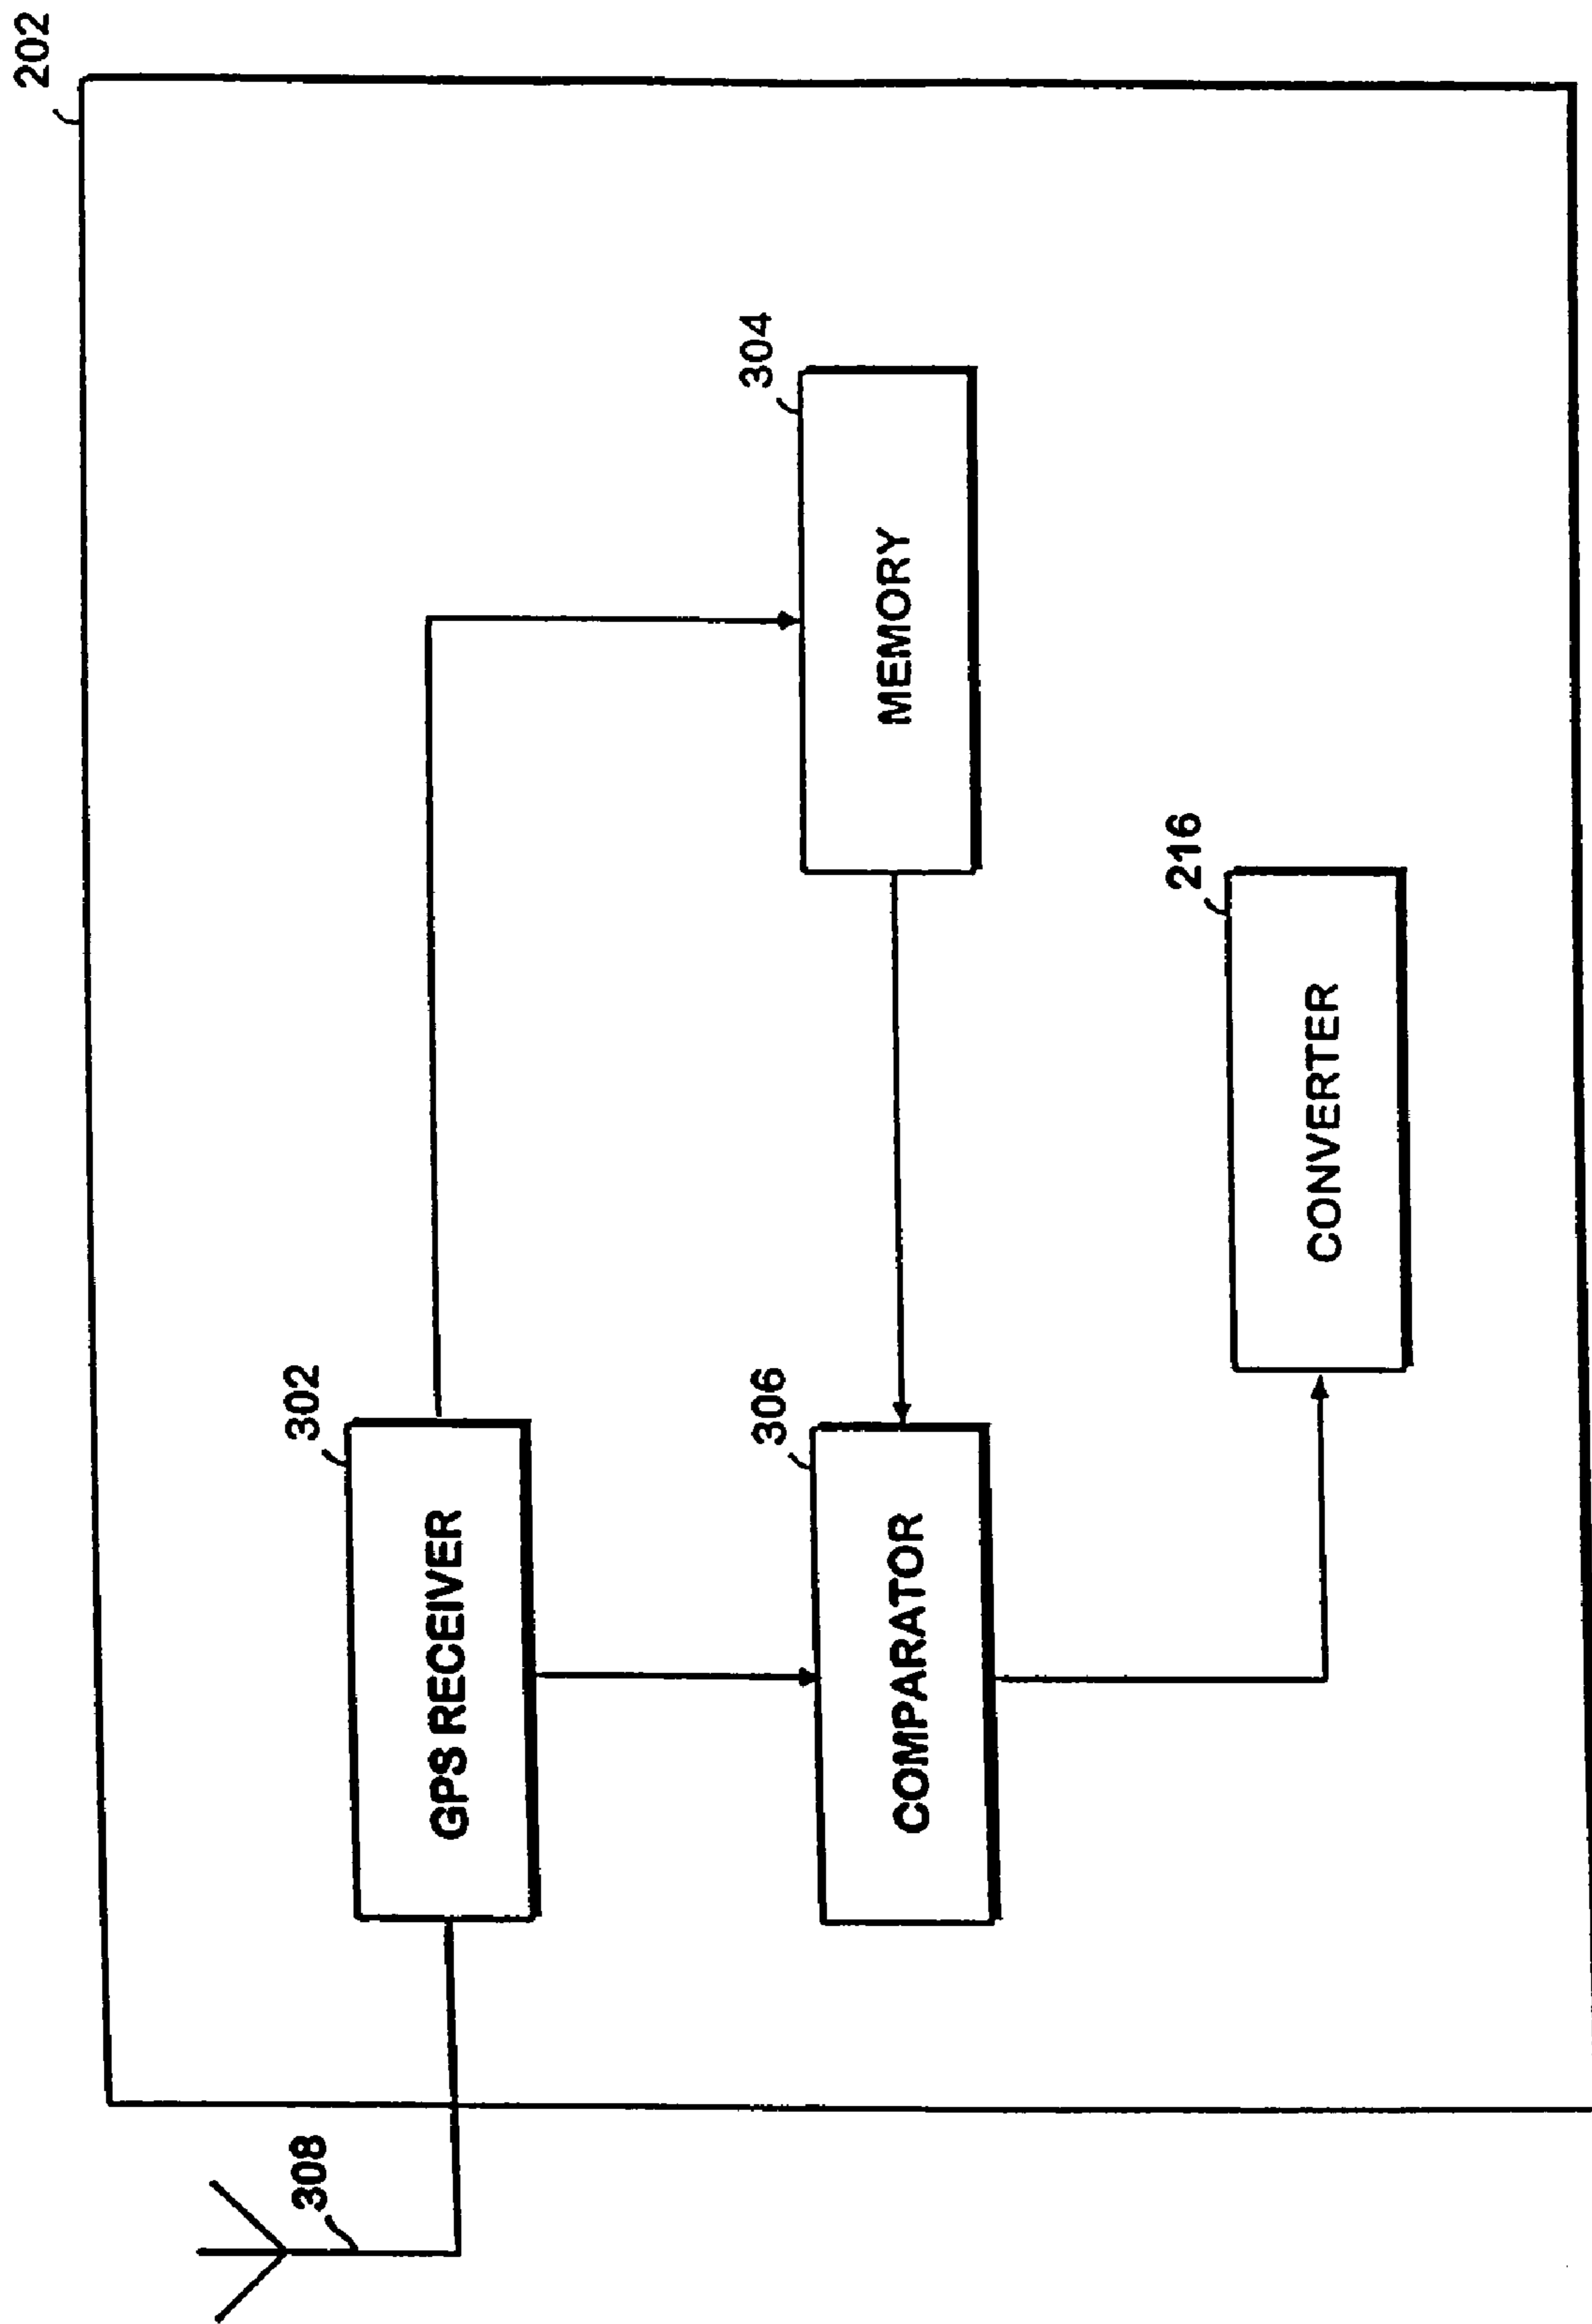 202
302
GPS RECEIVER
304
MEMORY
306
COMPARATOR
216
CONVERTER
308